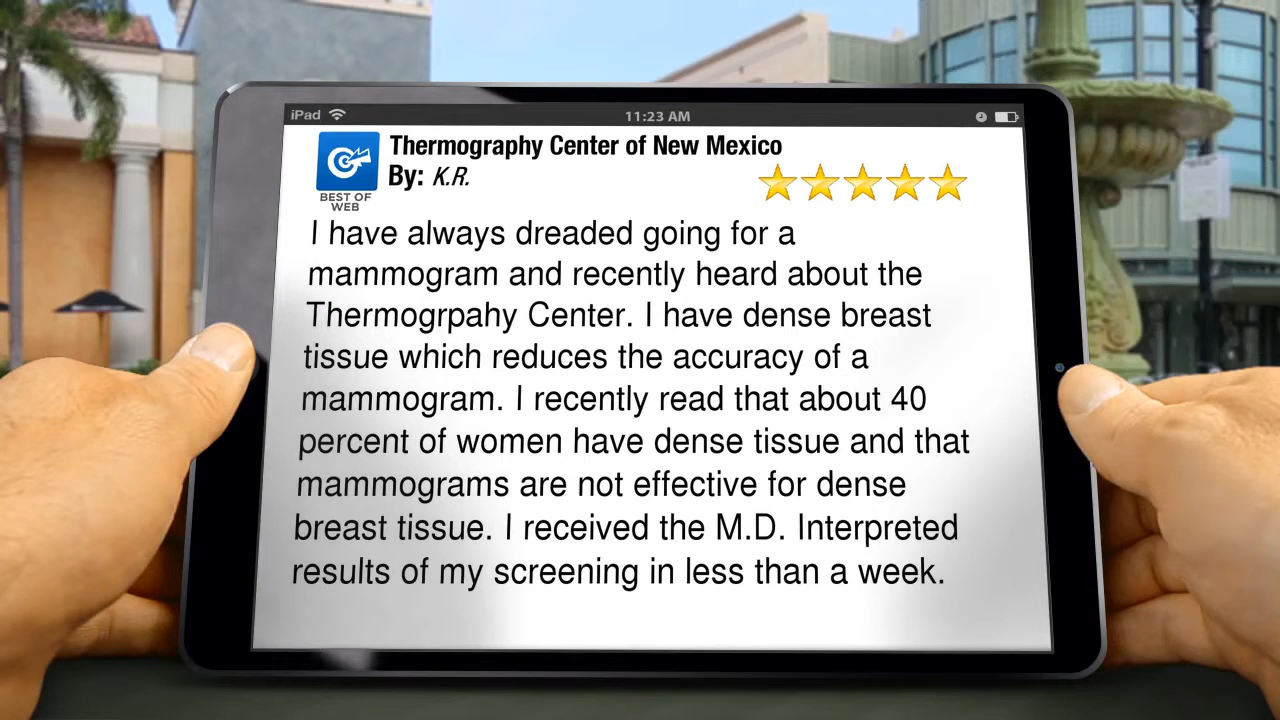 iPad
11:23 AM
Thermography Center of New Mexico
By: K.R.
BEST OF
WEB
I have always dreaded going for a
mammogram and recently heard about the
Thermogrpahy Center. I have dense breast
tissue which reduces the accuracy of a
mammogram. I recently read that about 40
percent of women have dense tissue and that
mammograms are not effective for dense
breast tissue. I received the M.D. Interpreted
results of my screening in less than a week.